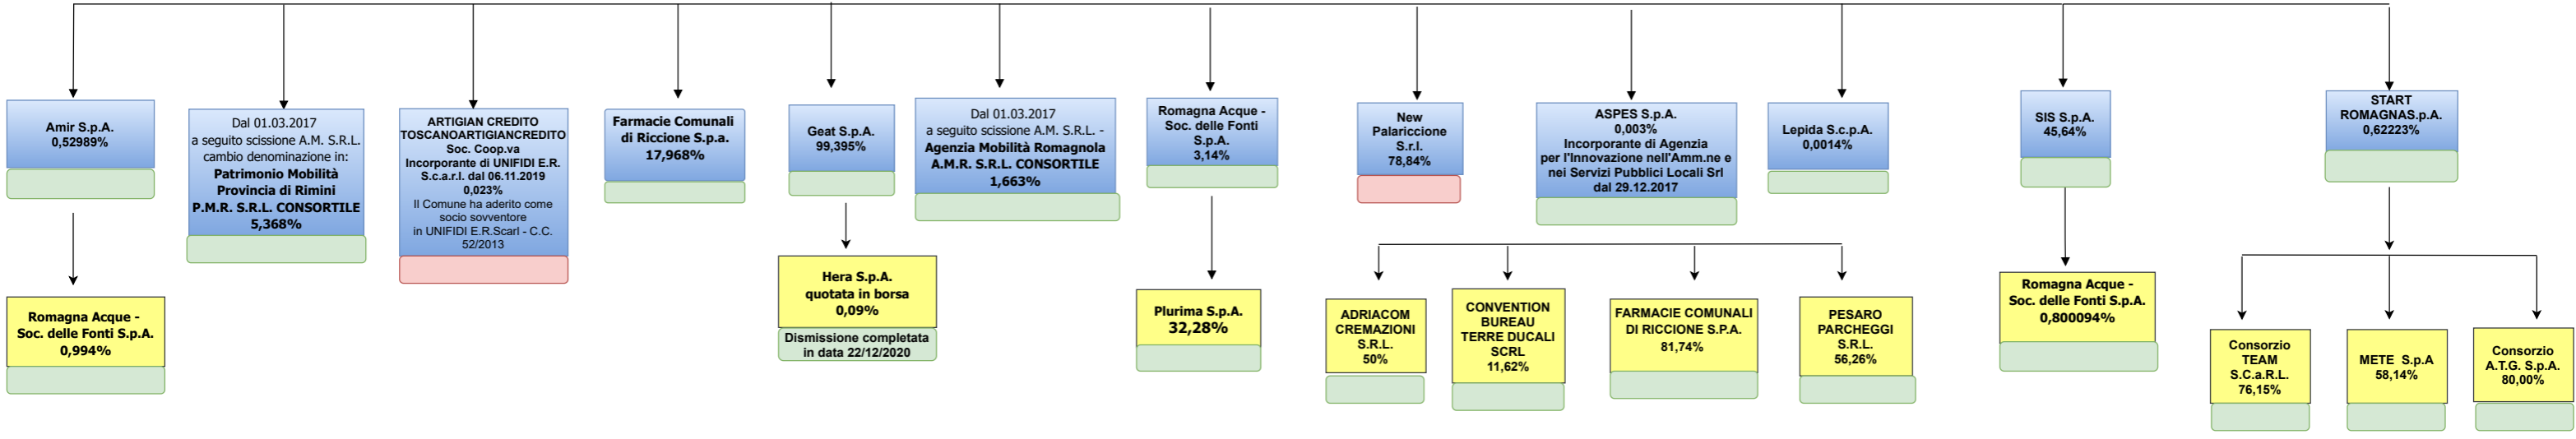 Amir S.p.A.
0,52989%
Romagna Acque -
Soc. delle Fonti S.p.A.
0,994%
Dal 01.03.2017
a seguito scissione A.M. S.R.L.
cambio denominazione in:
Patrimonio Mobilità
Provincia di Rimini
P.M.R. S.R.L. CONSORTILE
5,368%
ARTIGIAN CREDITO
TOSCANOARTIGIANCREDITO
Soc. Coop.va
Incorporante di UNIFIDI E.R.
S.c.a.r.l. dal 06.11.2019
0,023%
Il Comune ha aderito come
socio sovventore
in UNIFIDI E.R.Scarl - C.C.
52/2013
Farmacie Comunali
di Riccione S.p.a.
17,968%
Geat S.p.A.
99,395%
Hera S.p.A.
quotata in borsa
0,09%
Dismissione completata
in data 22/12/2020
Dal 01.03.2017
a seguito scissione A.M. S.R.L. -
Agenzia Mobilità Romagnola
A.M.R. S.R.L. CONSORTILE
1,663%
Romagna Acque -
Soc. delle Fonti
S.p.A.
3,14%
Plurima S.p.A.
32,28%
New
Palariccione
S.r.l.
78,84%
ASPES S.p.A.
0,003%
Incorporante di Agenzia
per l'Innovazione nell'Amm.ne e
nei Servizi Pubblici Locali Srl
dal 29.12.2017
ADRIACOM
CREMAZIONI
S.R.L.
50%
CONVENTION
BUREAU
TERRE DUCALI
SCRL
11,62%
FARMACIE COMUNALI
DI RICCIONE S.P.A.
81,74%
PESARO
PARCHEGGI
S.R.L.
56,26%
Lepida S.c.p.A.
0,0014%
SIS S.p.A.
45,64%
Romagna Acque -
Soc. delle Fonti S.p.A.
0,800094%
START
ROMAGNAS.p.A.
0,62223%
Consorzio
TEAM
S.C.a.R.L.
76,15%
METE S.p.A
58,14%
Consorzio
A.T.G. S.p.A.
80,00%